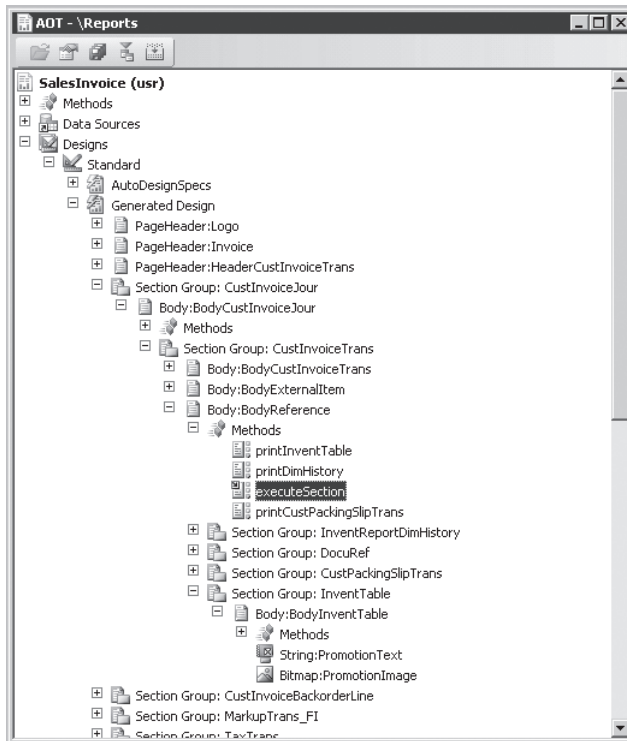 AOT - \Reports
SalesInvoice (usr)
Methods
Data Sources
Designs
Standard
AutoDesignSpecs
Generated Design
PageHeader:Logo
PageHeader:Invoice
PageHeader:HeaderCustInvoiceTrans
Section Group: CustInvoiceJour
Body:BodyCustInvoiceJour
Methods
Section Group: CustInvoiceTrans
Body:BodyCustInvoiceTrans
Body:BodyExternalItem
Body:BodyReference
Methods
printInventTable
printDimHistory
executeSection
printCustPackingSlipTrans
Section Group: InventReportDimHistory
Section Group: DocuRef
Section Group: CustPackingSlipTrans
Section Group: InventTable
Body:BodyInventTable
Methods
String:PromotionText
Bitmap:PromotionImage
Section Group: CustInvoiceBackorderLine
Section Group: MarkupTrans_FI
Section Group: TaxTrans